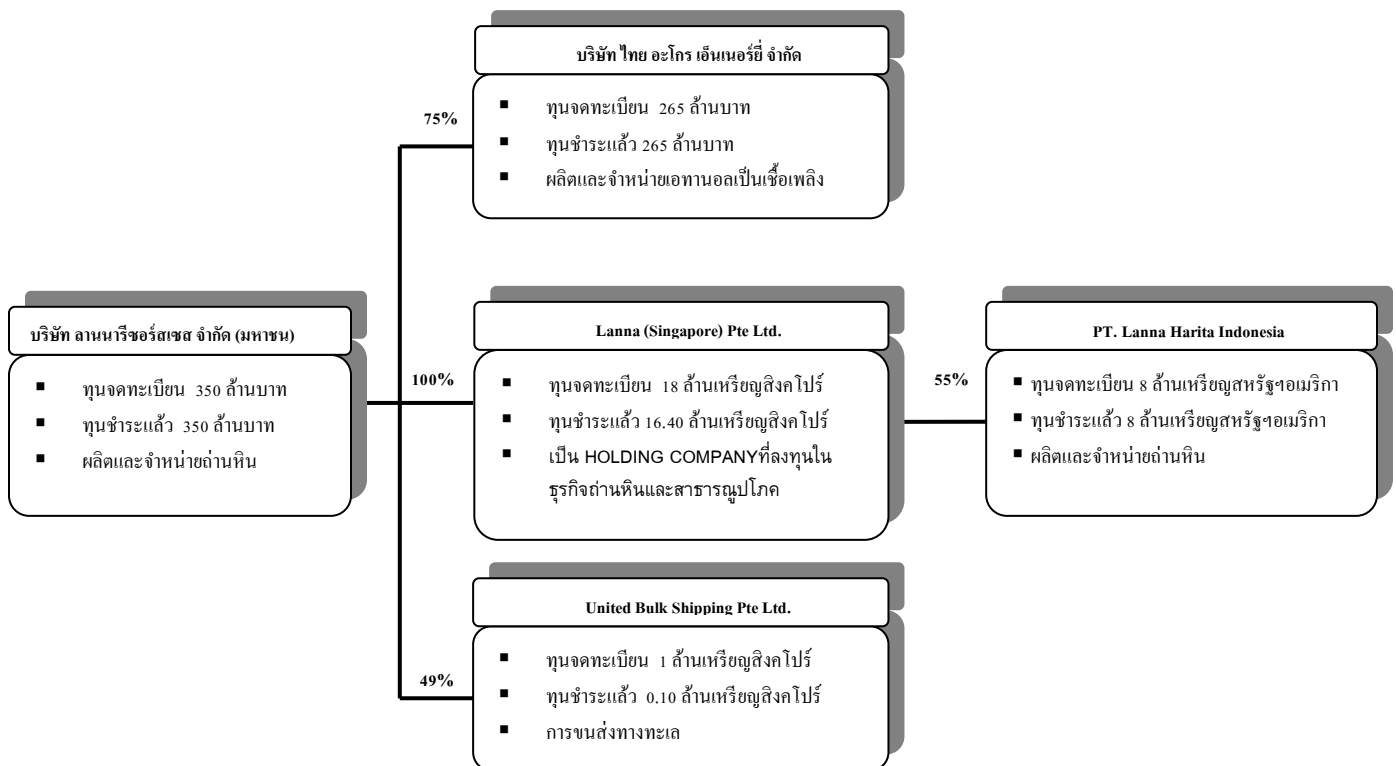 บริษัท ไทย อะโกร เอ็นเนอร์ยี่ จำกัด
■ ทุนจดทะเบียน 265 ล้านบาท
■ ทุนชำระแล้ว 265 ล้านบาท
■ ผลิตและจำหน่ายเอทานอลเป็นเชื้อเพลิง
75%
บริษัท ลานนารีซอร์สเซส จำกัด (มหาชน)
■ ทุนจดทะเบียน 350 ล้านบาท
■ ทุนชำระแล้ว 350 ล้านบาท
■ ผลิตและจำหน่ายถ่านหิน
100%
Lanna (Singapore) Pte Ltd.
■ ทุนจดทะเบียน 18 ล้านเหรียญสิงคโปร์
■ ทุนชำระแล้ว 16.40 ล้านเหรียญสิงคโปร์
■ เป็น HOLDING COMPANYที่ลงทุนใน
ธุรกิจถ่านหินและสาธารณูปโภค
55%
PT. Lanna Harita Indonesia
■ ทุนจดทะเบียน 8 ล้านเหรียญสหรัฐฯอเมริกา
■ ทุนชำระแล้ว 8 ล้านเหรียญสหรัฐฯอเมริกา
■ ผลิตและจำหน่ายถ่านหิน
49%
United Bulk Shipping Pte Ltd.
■ ทุนจดทะเบียน 1 ล้านเหรียญสิงคโปร์
■ ทุนชำระแล้ว 0.10 ล้านเหรียญสิงคโปร์
■ การขนส่งทางทะเล